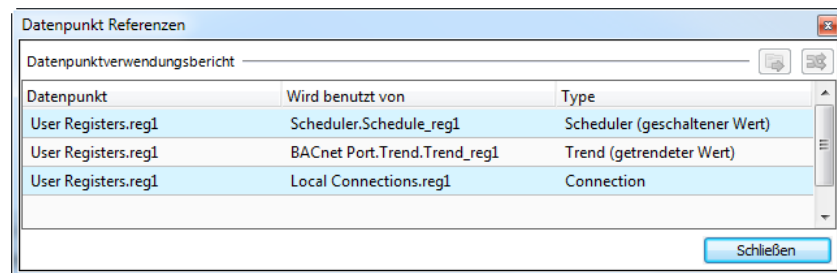 Datenpunkt Referenzen
Datenpunktverwendungsbericht
Datenpunkt Wird benutzt von Type
User Registers.reg1 Scheduler.Schedule_reg1 Scheduler (geschaltener Wert)
User Registers.reg1 BACnet Port.Trend.Trend_reg1 Trend (getrendeter Wert)
User Registers.reg1 Local Connections.reg1 Connection
Schließen